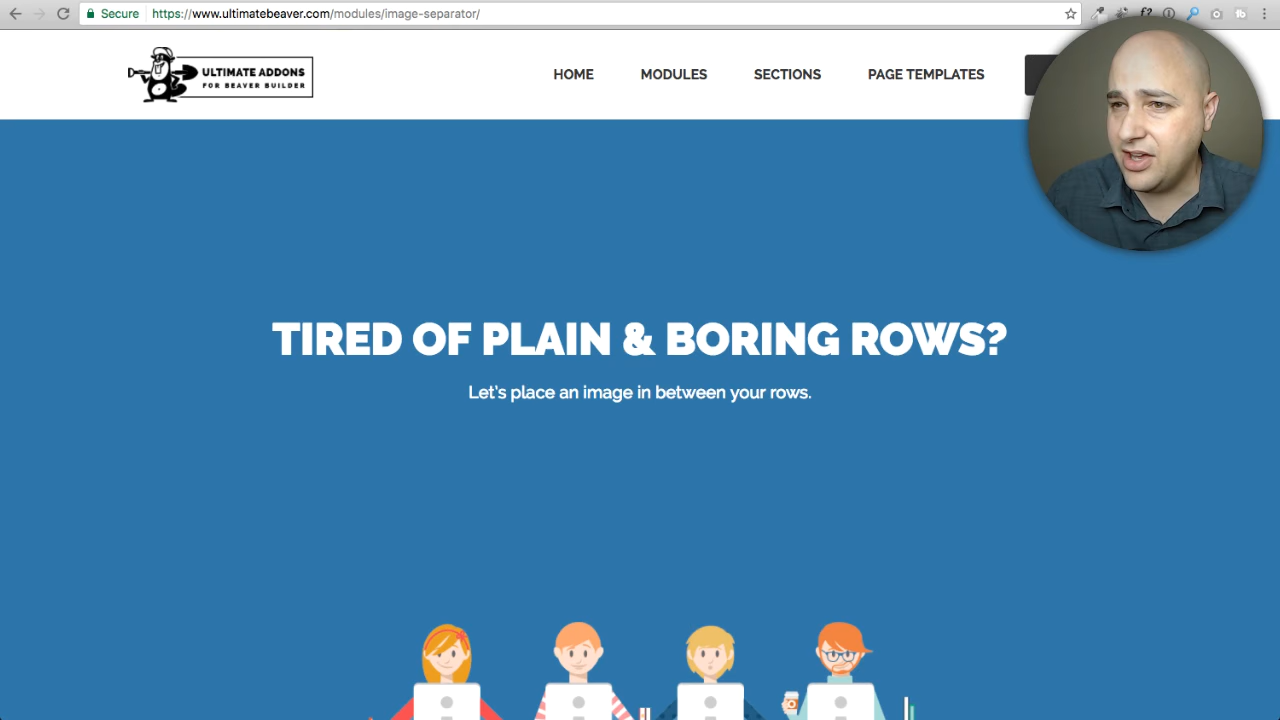 Secure https://www.ultimatebeaver.com/modules/image-separator/
f?
ULTIMATE ADDONS
FOR BEAVER BUILDER
HOME MODULES SECTIONS PAGE TEMPLATES
TIRED OF PLAIN & BORING ROWS?
Let's place an image in between your rows.